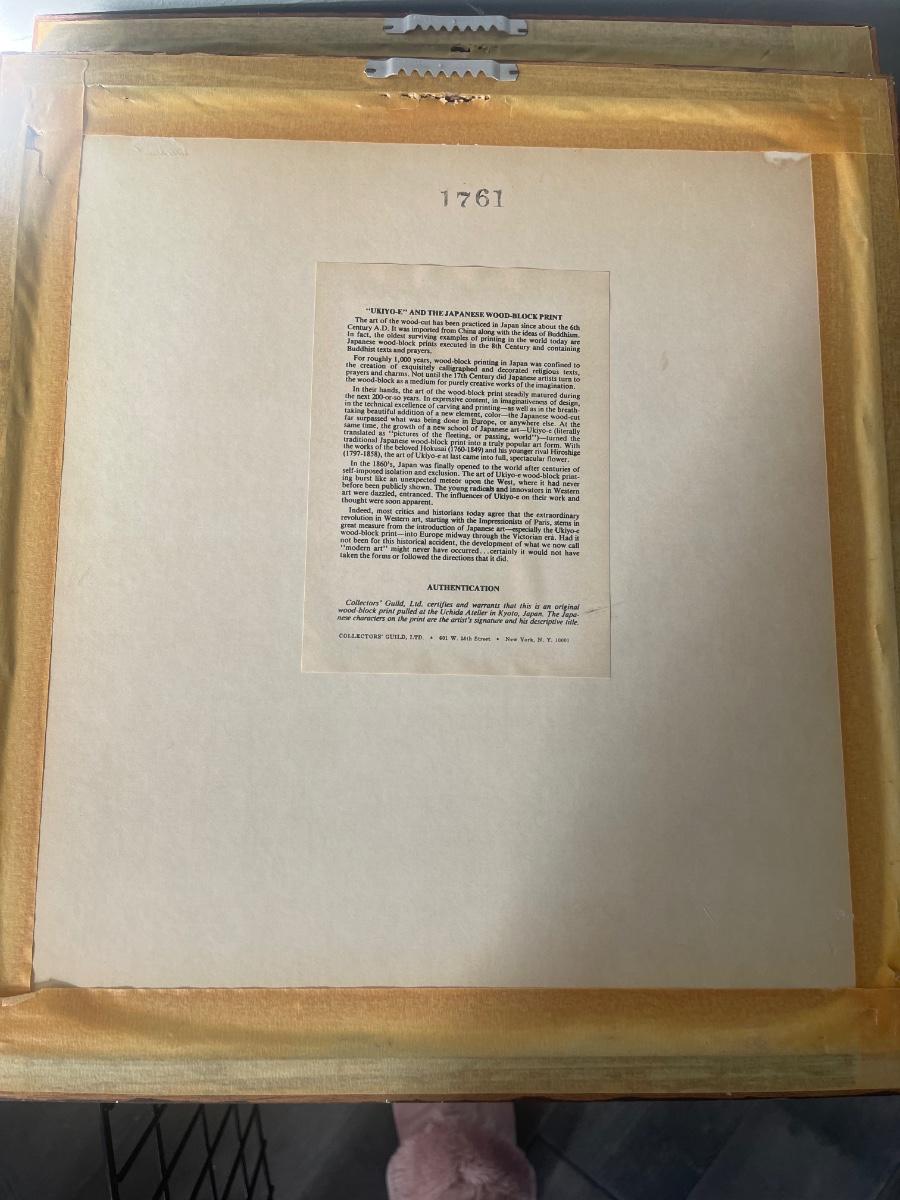 1761
"UKIYO-E" AND THE JAPANESE WOOD-BLOCK PRINT
The art of the wood-cut has been practiced in Japan since about the 6th
Century A.D. It was imported from China along with the ideas of Buddhism.
In fact, the oldest surviving examples of printing in the world today are
Japanese wood-block prints executed in the 8th Century and containing
Buddhist texts and prayers.
For roughly 1,000 years, wood-block printing in Japan was confined to
the creation of exquisitely calligraphed and decorated religious texts,
prayers and charms. Not until the 17th Century did Japanese artists turn to
the wood-block as a medium for purely creative works of the imagination.
In their hands, the art of the wood-block print steadily matured during
the next 200-or-so years. In expressive content, in imaginativeness of design,
in the technical excellence of carving and printing—as well as in the breath-
taking beautiful addition of a new element, color—the Japanese wood-cut
far surpassed what was being done in Europe, or anywhere else. At the
same time, the growth of a new school of Japanese art—Ukiyo-e (literally
translated as "pictures of the fleeting, or passing, world")—turned the
traditional Japanese wood-block print into a truly popular art form. With
the works of the beloved Hokusai (1760-1849) and his younger rival Hiroshige
(1797-1858), the art of Ukiyo-e at last came into full, spectacular flower.
In the 1860's, Japan was finally opened to the world after centuries of
self-imposed isolation and exclusion. The art of Ukiyo-e wood-block print-
ing burst like an unexpected meteor upon the West, where it had never
before been publicly shown. The young radicals and innovators in Western
art were dazzled, entranced. The influences of Ukiyo-e on their work and
thought were soon apparent.
Indeed, most critics and historians today agree that the extraordinary
revolution in Western art, starting with the Impressionists of Paris, stems in
great measure from the introduction of Japanese art—especially the Ukiyo-e
wood-block print—into Europe midway through the Victorian era. Had it
not been for this historical accident, the development of what we now call
"modern art" might never have occurred...certainly it would not have
taken the forms or followed the directions that it did.
AUTHENTICATION
Collectors' Guild, Ltd. certifies and warrants that this is an original
wood-block print pulled at the Uchida Atelier in Kyoto, Japan. The Japa-
nese characters on the print are the artist's signature and his descriptive title.
COLLECTORS' GUILD, LTD. • 601 W. 26th Street • New York, N. Y. 10001